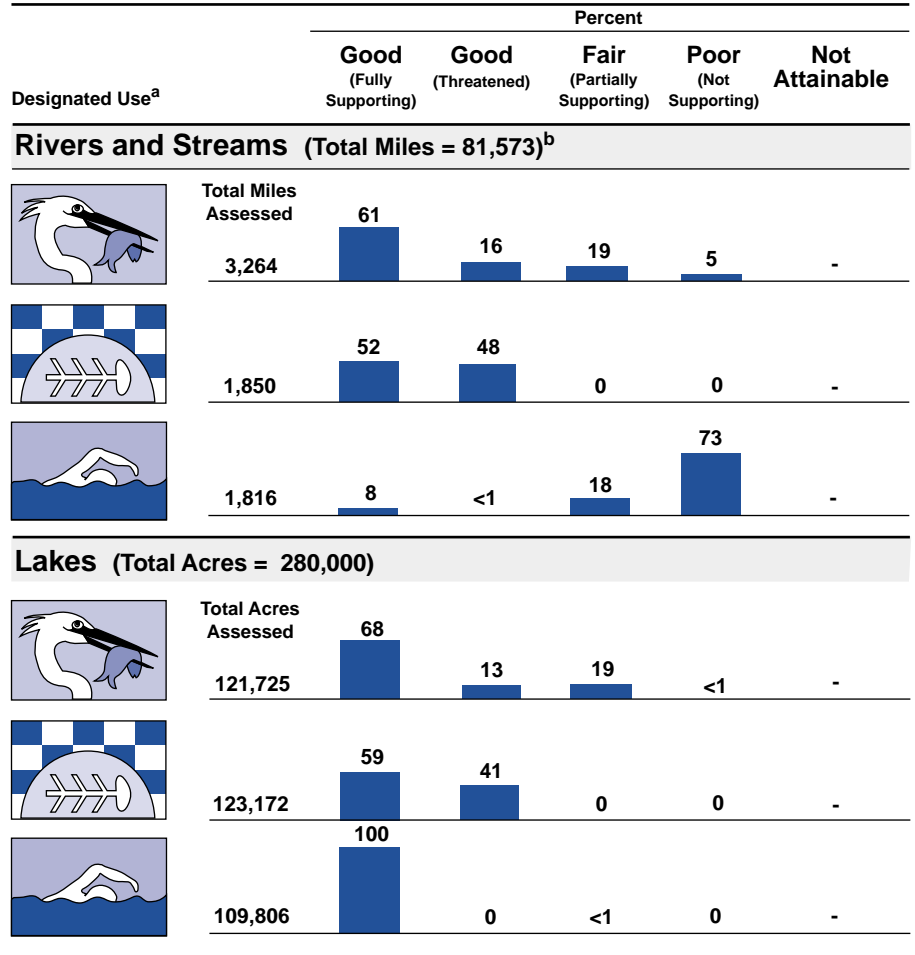 Percent
Good Good Fair Poor Not
(Fully (Threatened) (Partially (Not Attainable
Designated Useᵃ Supporting) Supporting) Supporting)
Rivers and Streams (Total Miles = 81,573)ᵇ
Total Miles
Assessed
61 16 19 5
3,264 -
52 48
1,850 0 0 -
73
1,816 8 <1 18 -
Lakes (Total Acres = 280,000)
Total Acres
Assessed
68 13 19
121,725 <1 -
59 41
123,172 0 0 -
100
109,806 0 <1 0 -